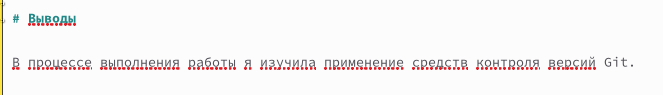 # Выводы
В процессе выполнения работы я изучила применение средств контроля версий Git.